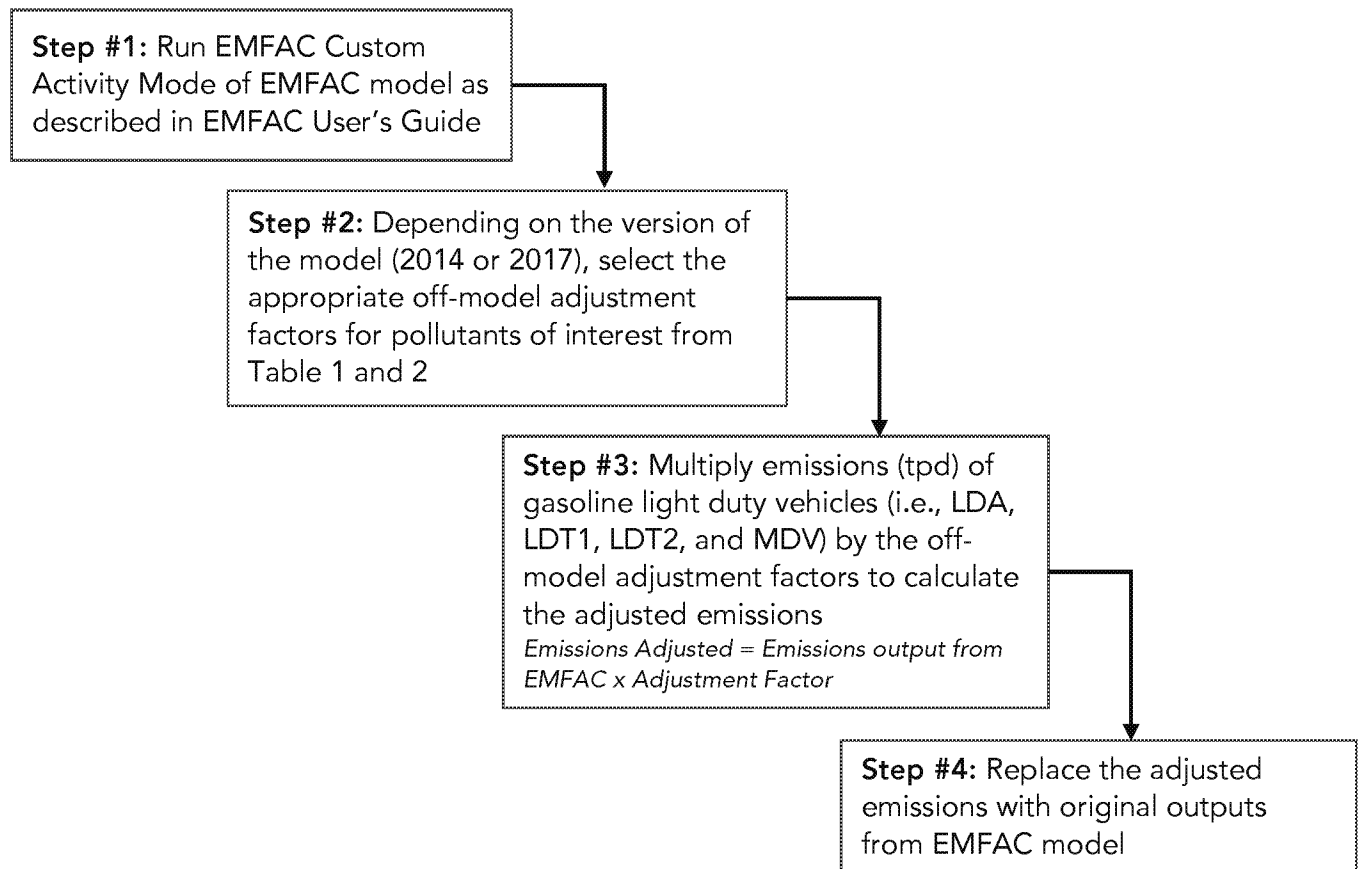 Step #1: Run EMFAC Custom
Activity Mode of EMFAC model as
described in EMFAC User's Guide
Step #2: Depending on the version of
the model (2014 or 2017), select the
appropriate off-model adjustment
factors for pollutants of interest from
Table 1 and 2
Step #3: Multiply emissions (tpd) of
gasoline light duty vehicles (i.e., LDA,
LDT1, LDT2, and MDV) by the off-
model adjustment factors to calculate
the adjusted emissions
Emissions Adjusted = Emissions output from
EMFAC x Adjustment Factor
Step #4: Replace the adjusted
emissions with original outputs
from EMFAC model